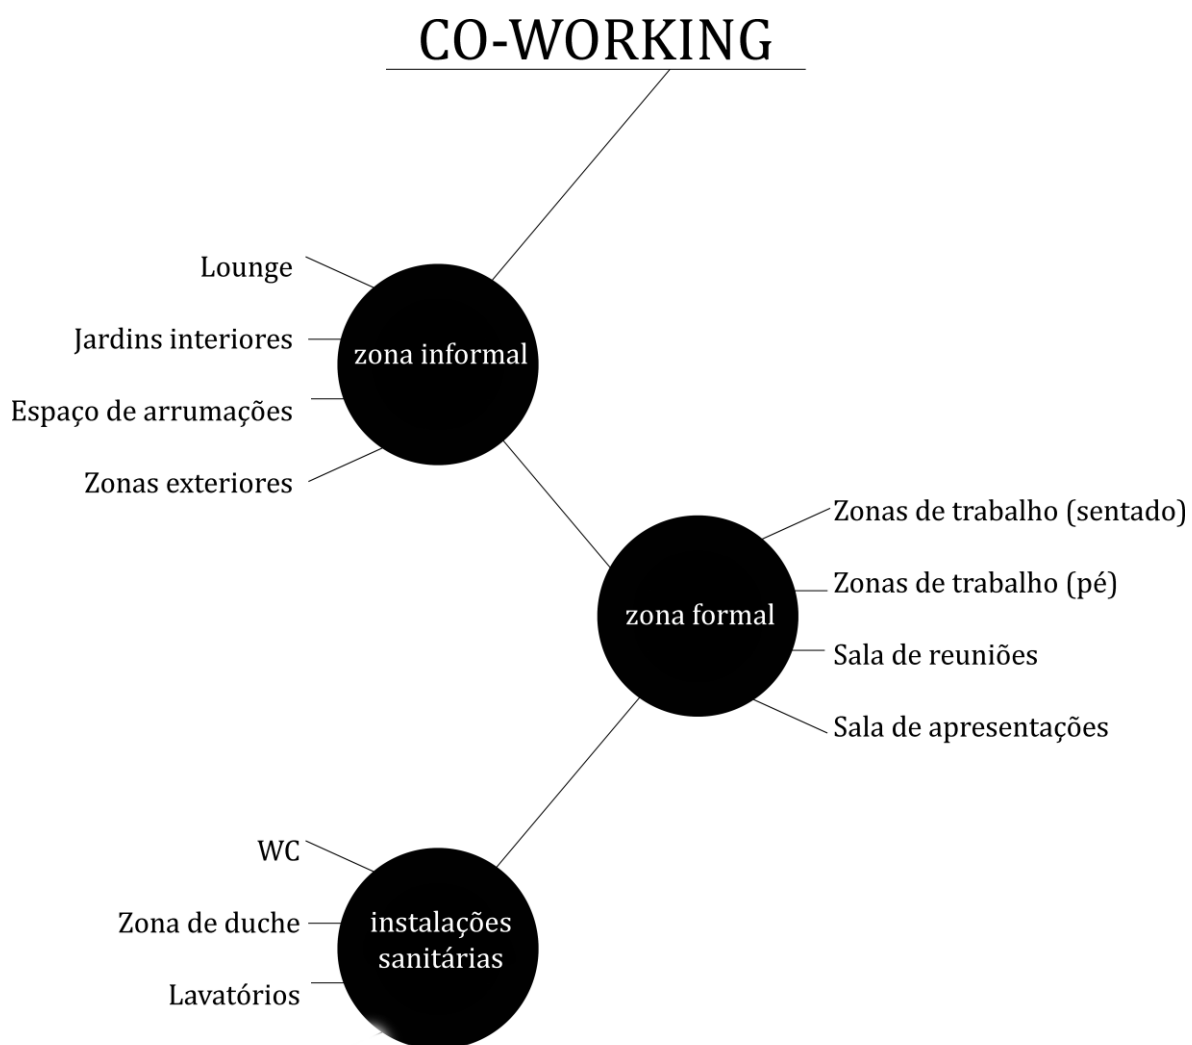 CO-WORKING
Lounge
Jardins interiores
Espaço de arrumações
Zonas exteriores
zona informal
Zonas de trabalho (sentado)
Zonas de trabalho (pé)
Sala de reuniões
Sala de apresentações
zona formal
WC
Zona de duche
Lavatórios
instalações
sanitárias